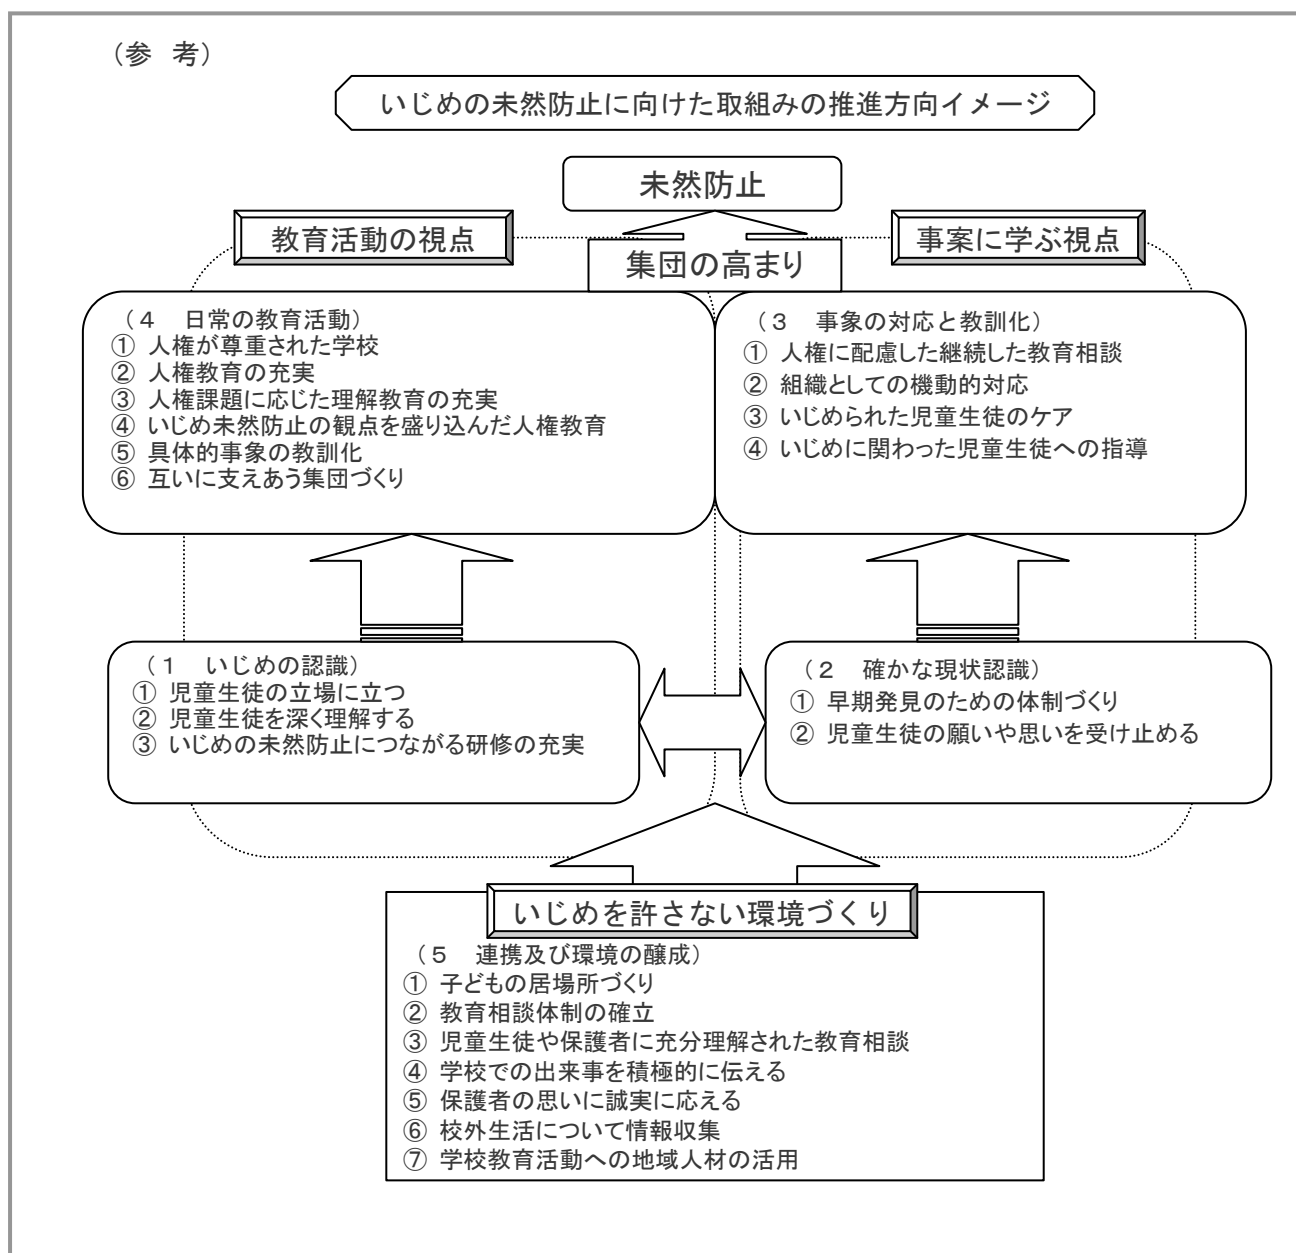 （参　考）
いじめの未然防止に向けた取組みの推進方向イメージ
未然防止
教育活動の視点
事案に学ぶ視点
集団の高まり
（４　日常の教育活動）
① 人権が尊重された学校
② 人権教育の充実
③ 人権課題に応じた理解教育の充実
④ いじめ未然防止の観点を盛り込んだ人権教育
⑤ 具体的事象の教訓化
⑥ 互いに支えあう集団づくり
（３　事象の対応と教訓化）
① 人権に配慮した継続した教育相談
② 組織としての機動的対応
③ いじめられた児童生徒のケア
④ いじめに関わった児童生徒への指導
（１　いじめの認識）
① 児童生徒の立場に立つ
② 児童生徒を深く理解する
③ いじめの未然防止につながる研修の充実
（２　確かな現状認識）
① 早期発見のための体制づくり
② 児童生徒の願いや思いを受け止める
いじめを許さない環境づくり
（５　連携及び環境の醸成）
① 子どもの居場所づくり
② 教育相談体制の確立
③ 児童生徒や保護者に充分理解された教育相談
④ 学校での出来事を積極的に伝える
⑤ 保護者の思いに誠実に応える
⑥ 校外生活について情報収集
⑦ 学校教育活動への地域人材の活用